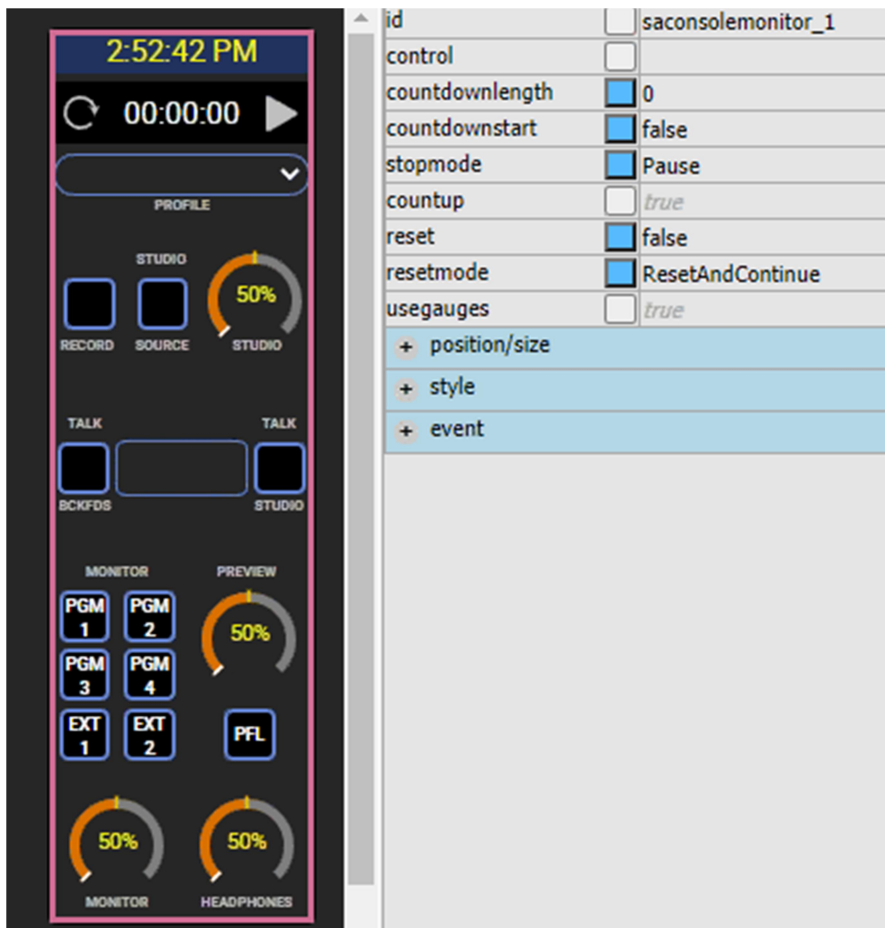 2:52:42 PM
00:00:00
PROFILE
STUDIO
50%
RECORD SOURCE STUDIO
TALK TALK
BCKFDS STUDIO
MONITOR PREVIEW
PGM 1
PGM 2
50%
PGM 3
PGM 4
EXT 1
EXT 2
PFL
50% 50%
MONITOR HEADPHONES
id saconsolemonitor_1
control
countdownlength 0
countdownstart false
stopmode Pause
countup true
reset false
resetmode ResetAndContinue
usegauges true
+ position/size
+ style
+ event